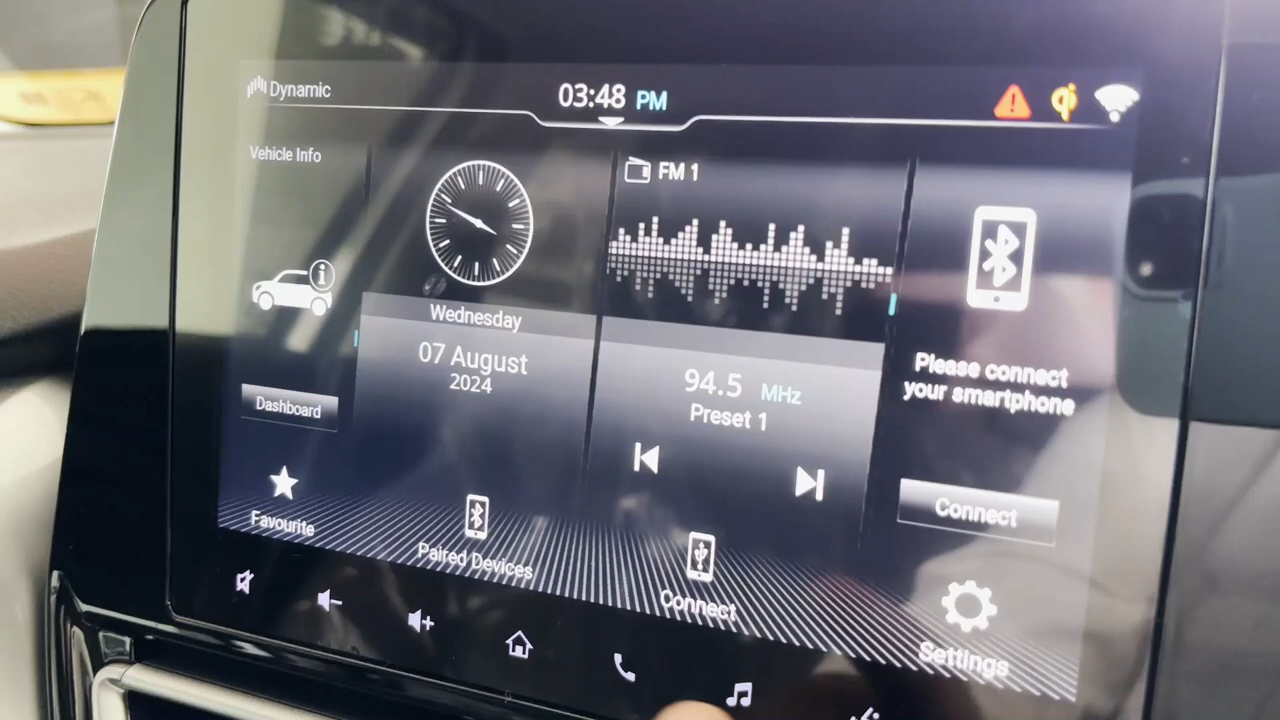 Dynamic
03:48 PM
Vehicle Info
FM 1
Wednesday
07 August
2024
94.5 MHz
Preset 1
Please connect
your smartphone
Dashboard
Connect
Favourite
Paired Devices
Connect
Settings